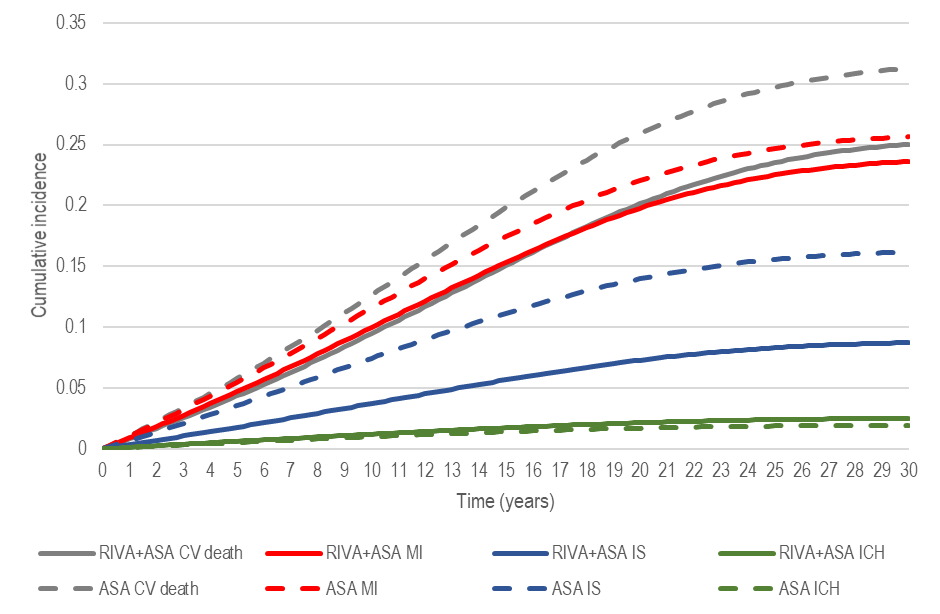 0.35
0.3
0.25
0.2
0.15
0.1
0.05
0
Cumulative incidence
0 1 2 3 4 5 6 7 8 9 10 11 12 13 14 15 16 17 18 19 20 21 22 23 24 25 26 27 28 29 30
Time (years)
RIVA+ASA CV death RIVA+ASA MI RIVA+ASA IS RIVA+ASA ICH
ASA CV death ASA MI ASA IS ASA ICH